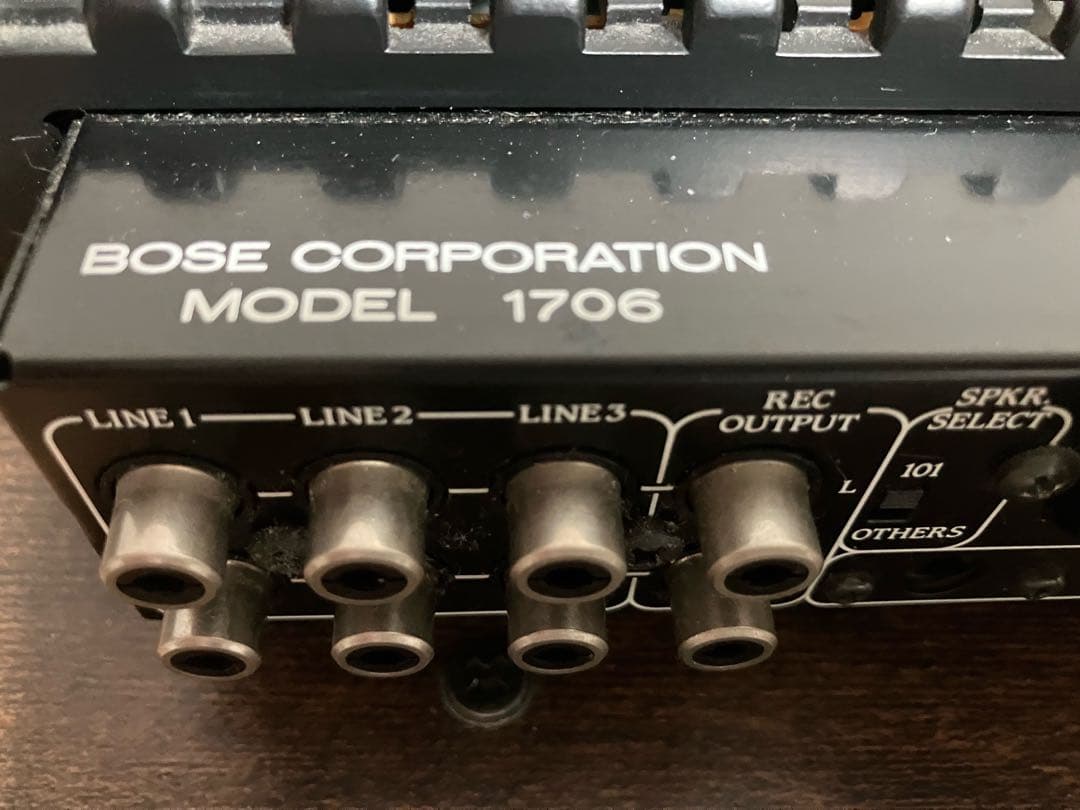 BOSE CORPORATION
MODEL 1706
LINE 1 LINE 2 LINE 3
REC
OUTPUT
SPKR.
SELECT
L
101
OTHERS